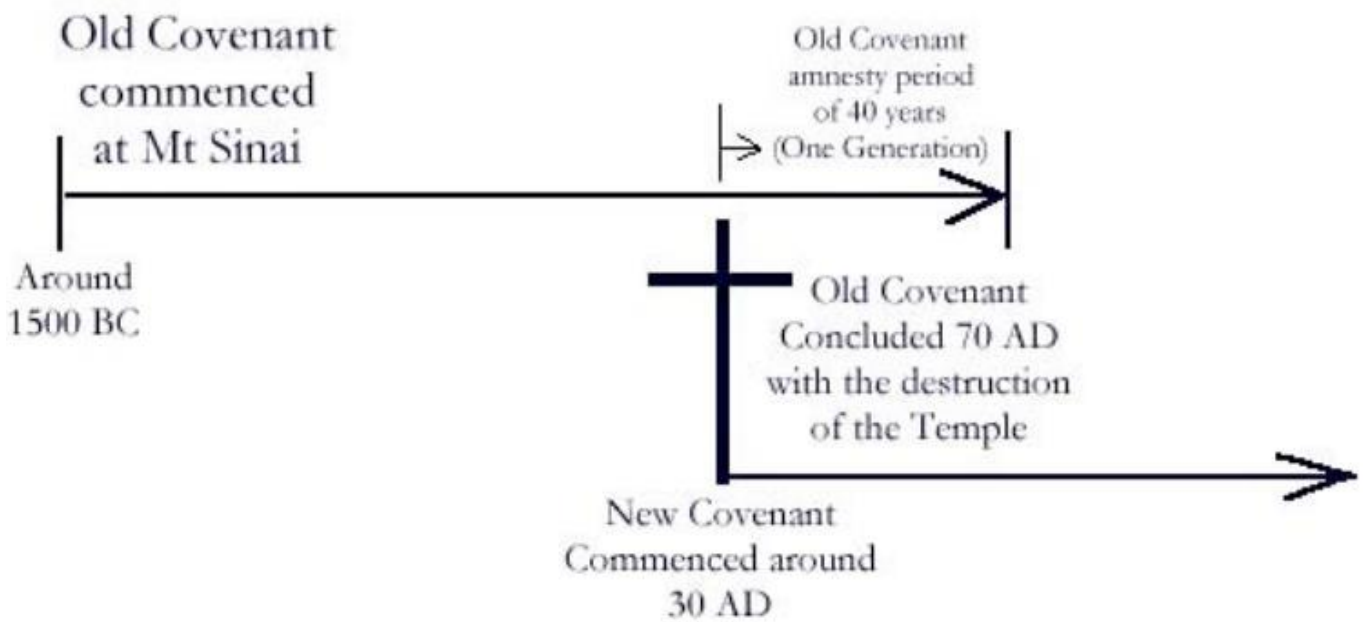 Old Covenant
commenced
at Mt Sinai
Old Covenant
amnesty period
of 40 years
(One Generation)
Around
1500 BC
Old Covenant
Concluded 70 AD
with the destruction
of the Temple
New Covenant
Commenced around
30 AD